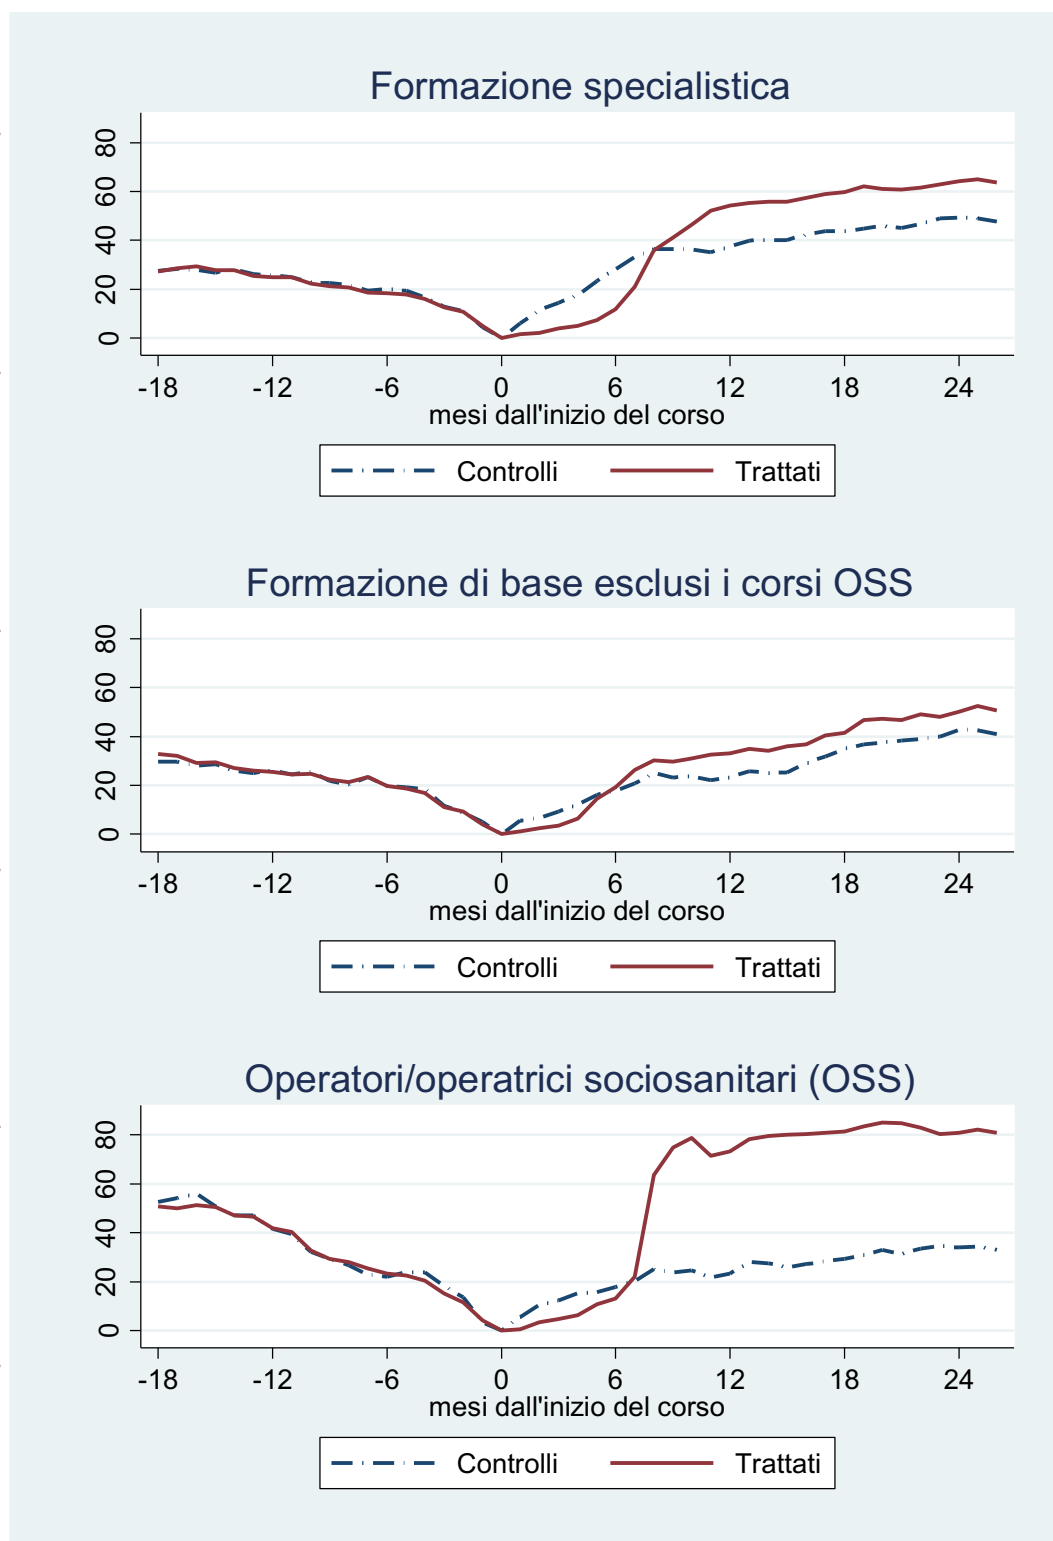 Formazione specialistica
80
60
40
20
0
-18 -12 -6 0 6 12 18 24
mesi dall'inizio del corso
Controlli Trattati
Formazione di base esclusi i corsi OSS
80
60
40
20
0
-18 -12 -6 0 6 12 18 24
mesi dall'inizio del corso
Controlli Trattati
Operatori/operatrici sociosanitari (OSS)
80
60
40
20
0
-18 -12 -6 0 6 12 18 24
mesi dall'inizio del corso
Controlli Trattati